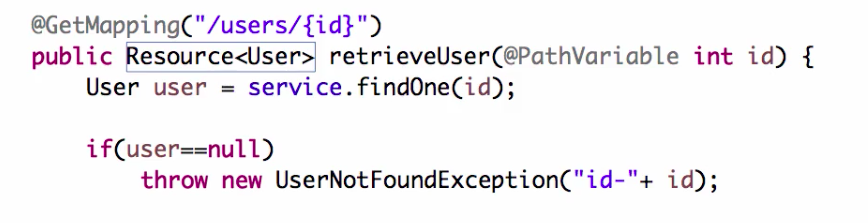 @GetMapping("/users/{id}")
public Resource<User> retrieveUser(@PathVariable int id) {
User user = service.findOne(id);
if(user==null)
throw new UserNotFoundException("id-"+ id);